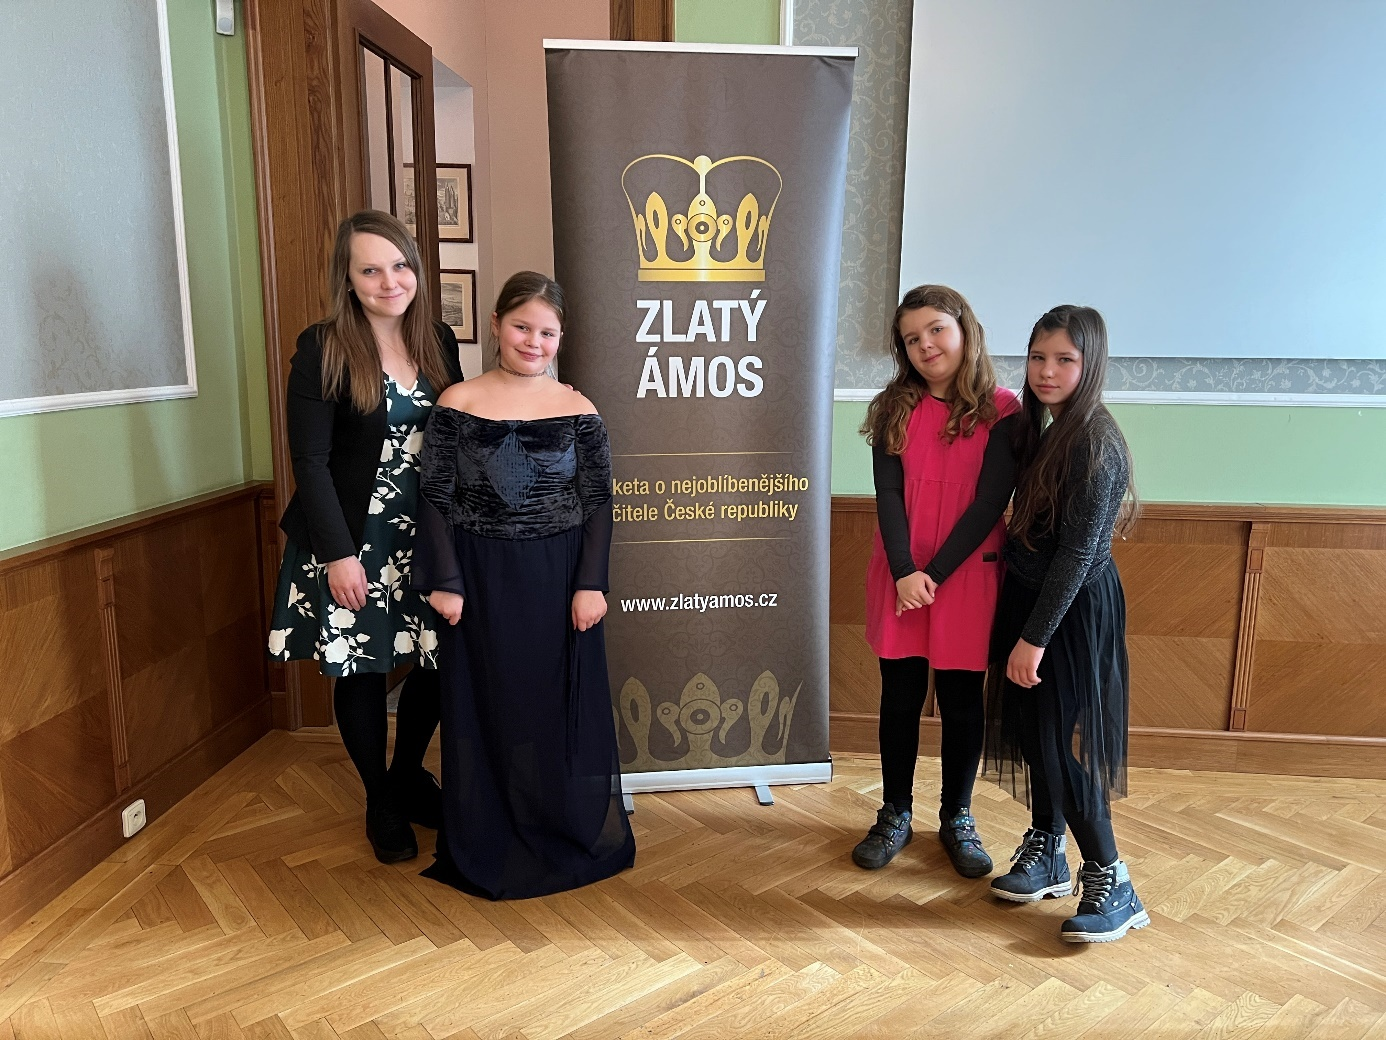 ZLATÝ
ÁMOS
keta o nejoblíbenějšího
čitele České republiky
www.zlatyamos.cz